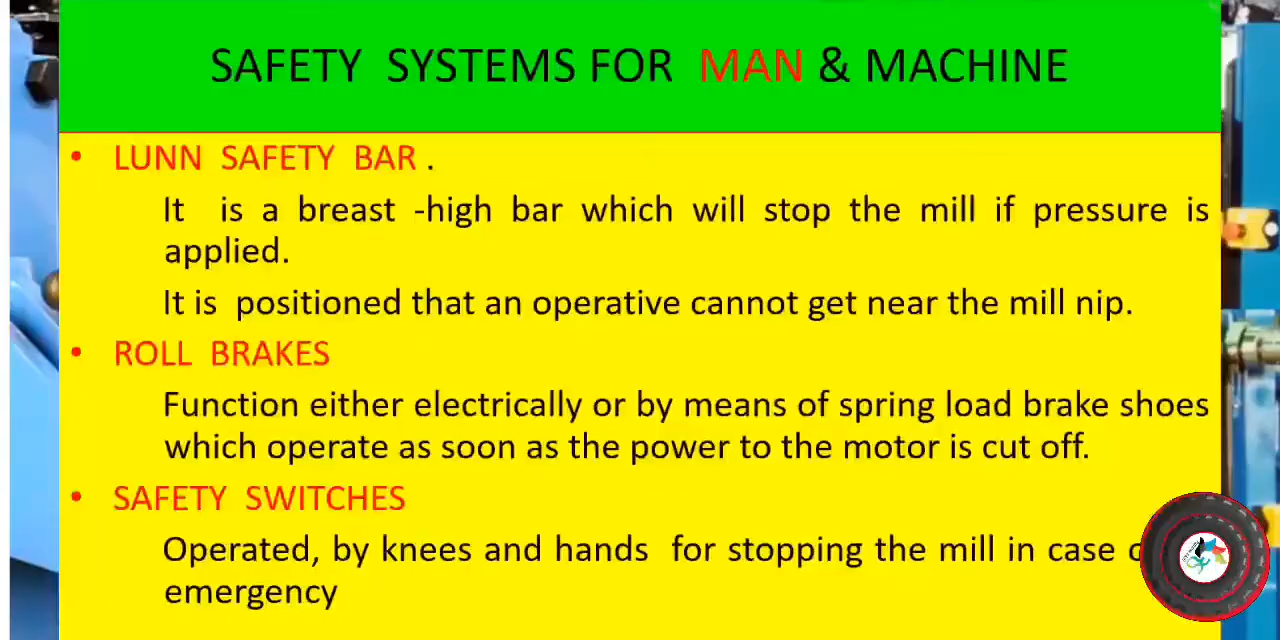 SAFETY SYSTEMS FOR MAN & MACHINE
• LUNN SAFETY BAR .
It is a breast -high bar which will stop the mill if pressure is
applied.
It is positioned that an operative cannot get near the mill nip.
• ROLL BRAKES
Function either electrically or by means of spring load brake shoes
which operate as soon as the power to the motor is cut off.
• SAFETY SWITCHES
Operated, by knees and hands for stopping the mill in case
emergency